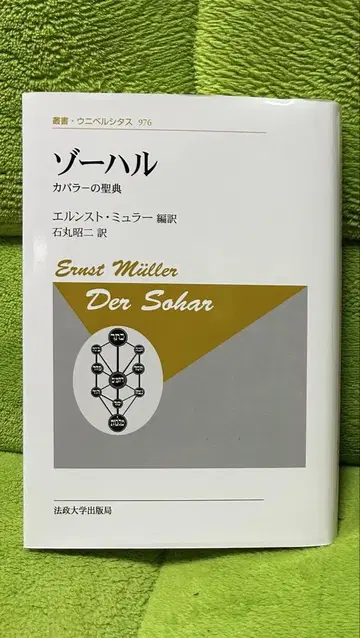 叢書・ウニベルシタス 976
ゾーハル
カバラーの聖典
エルンスト・ミュラー 編訳
石丸昭二 訳
Ernst Müller
Der Sohar
כתר
法政大学出版局